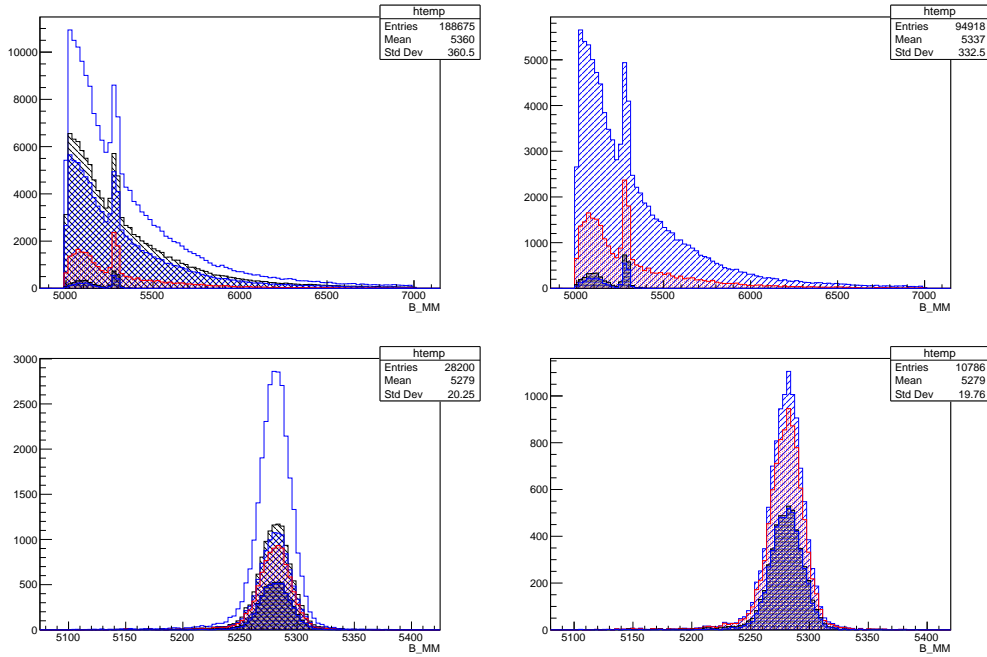 htemp
Entries 188675
Mean 5360
Std Dev 360.5
10000
8000
6000
4000
2000
0
5000 5500 6000 6500 7000
B_MM
htemp
Entries 94918
Mean 5337
Std Dev 332.5
5000
4000
3000
2000
1000
0
5000 5500 6000 6500 7000
B_MM
htemp
Entries 28200
Mean 5279
Std Dev 20.25
3000
2500
2000
1500
1000
500
0
5100 5150 5200 5250 5300 5350 5400
B_MM
htemp
Entries 10786
Mean 5279
Std Dev 19.76
1000
800
600
400
200
0
5100 5150 5200 5250 5300 5350 5400
B_MM